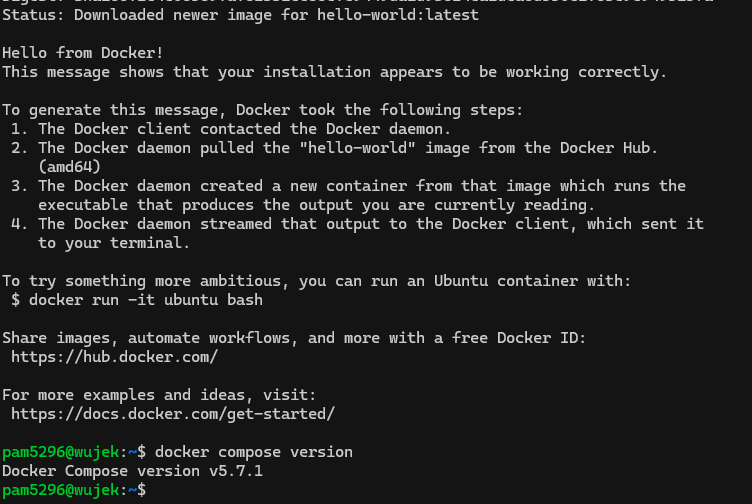 Status: Downloaded newer image for hello-world:latest
Hello from Docker!
This message shows that your installation appears to be working correctly.
To generate this message, Docker took the following steps:
1. The Docker client contacted the Docker daemon.
2. The Docker daemon pulled the "hello-world" image from the Docker Hub.
(amd64)
3. The Docker daemon created a new container from that image which runs the
executable that produces the output you are currently reading.
4. The Docker daemon streamed that output to the Docker client, which sent it
to your terminal.
To try something more ambitious, you can run an Ubuntu container with:
$ docker run -it ubuntu bash
Share images, automate workflows, and more with a free Docker ID:
https://hub.docker.com/
For more examples and ideas, visit:
https://docs.docker.com/get-started/
pam5296@wujek:~$ docker compose version
Docker Compose version v5.7.1
pam5296@wujek:~$